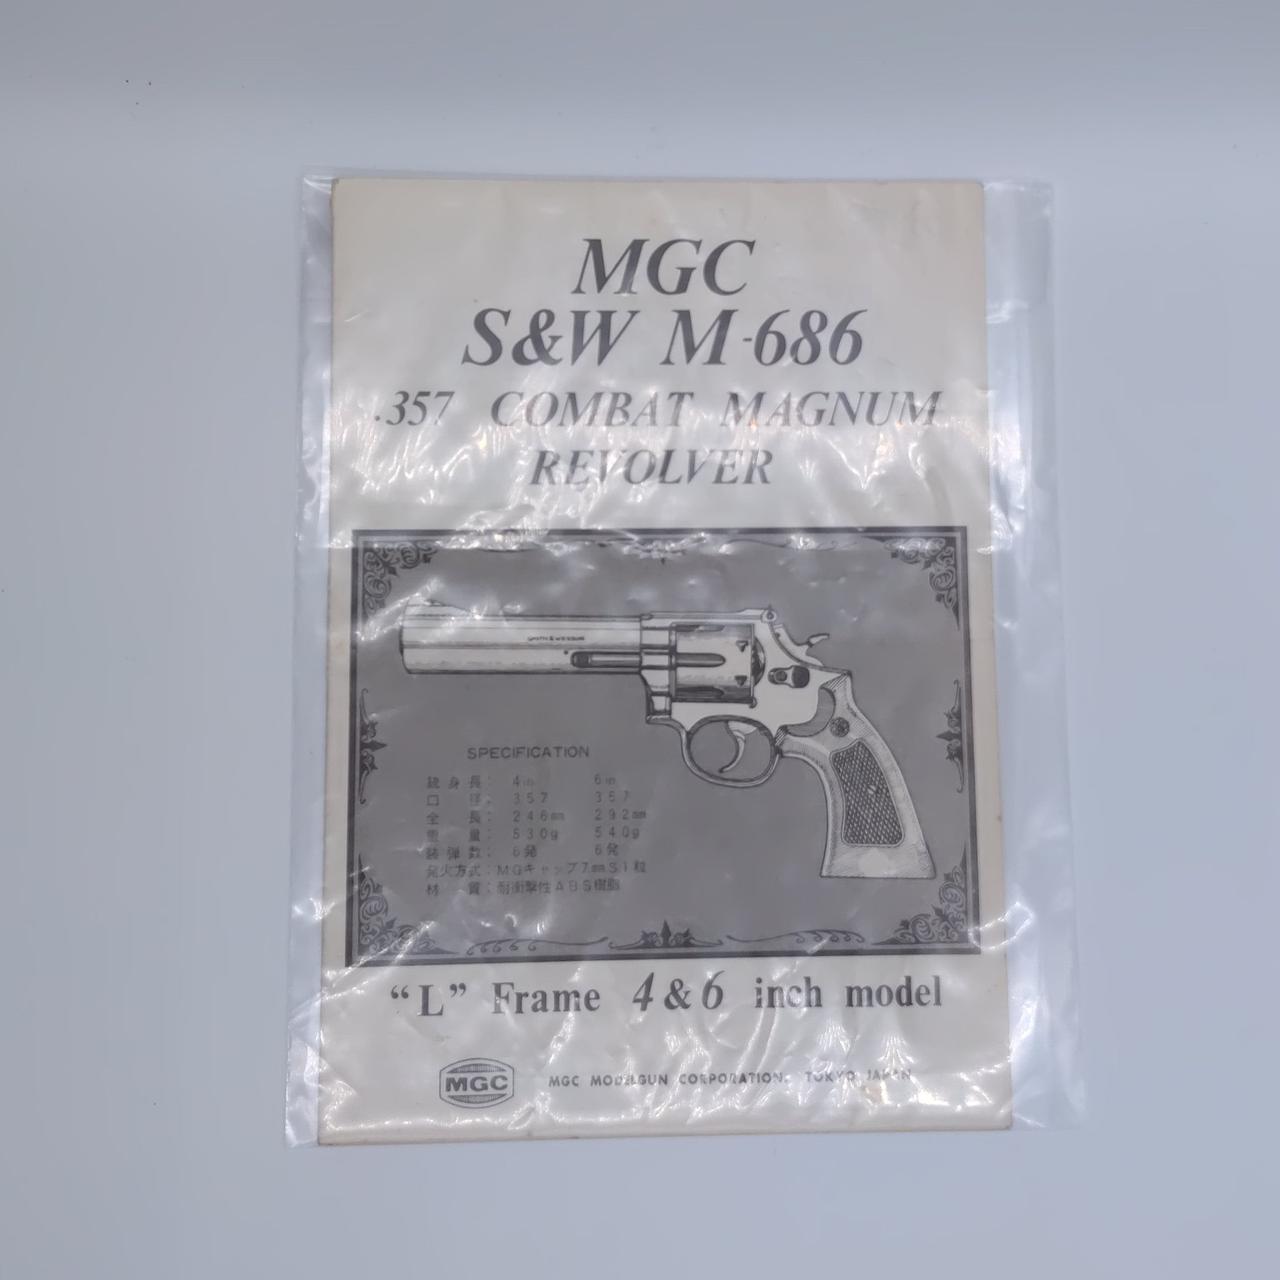 MGC
S&W M-686
.357 COMBAT MAGNUM
REVOLVER
SMITH & WESSON
SPECIFICATION
銃身長: 4in 6in
口径: 357 357
全長: 246mm 292mm
重量: 530g 540g
装弾数: 6発 6発
発火方式: MGキャップ7mmS1粒
材質: 耐衝撃性ABS樹脂
“L” Frame 4 & 6 inch model
MGC MGC MODELGUN CORPORATION, TOKYO JAPAN